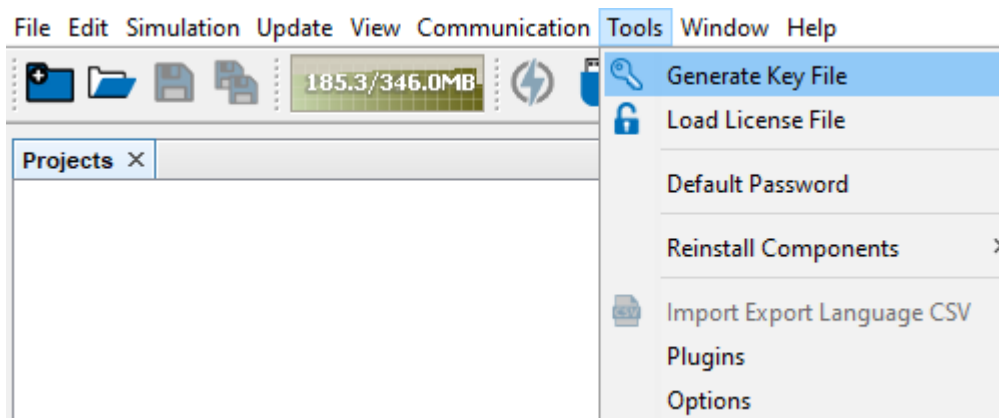 File Edit Simulation Update View Communication Tools Window Help
185.3/346.0MB
Generate Key File
Load License File
Projects
Default Password
Reinstall Components
CSV
Import Export Language CSV
Plugins
Options